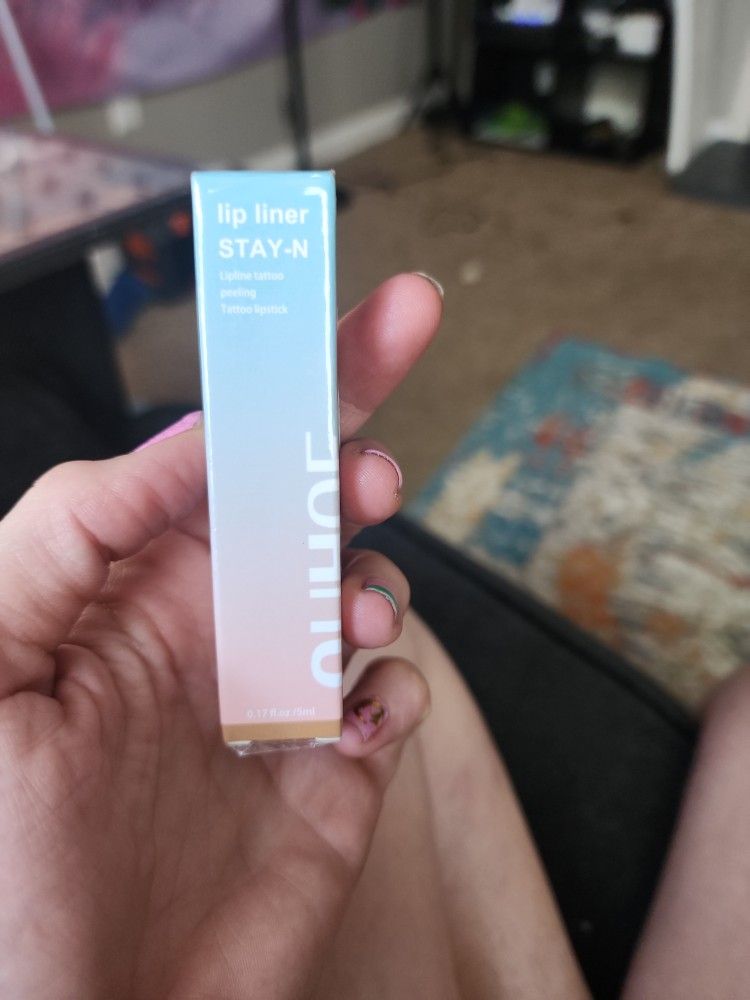 lip liner
STAY-N
Lipline tattoo
peeling
Tattoo lipstick
OUHOE
0.17 fl.oz /5ml